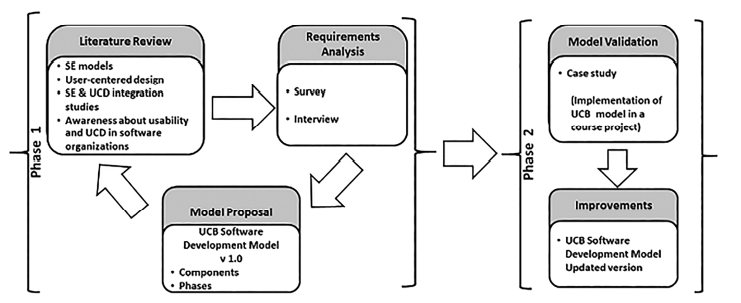 Phase 1
Literature Review
• SE models
• User-centered design
• SE & UCD integration
studies
• Awareness about usability
and UCD in software
organizations
Requirements
Analysis
• Survey
• Interview
Model Proposal
UCB Software
Development Model
v 1.0
• Components
• Phases
Phase 2
Model Validation
• Case study
(Implementation of
UCB model in a
course project)
Improvements
• UCB Software
Development Model
Updated version